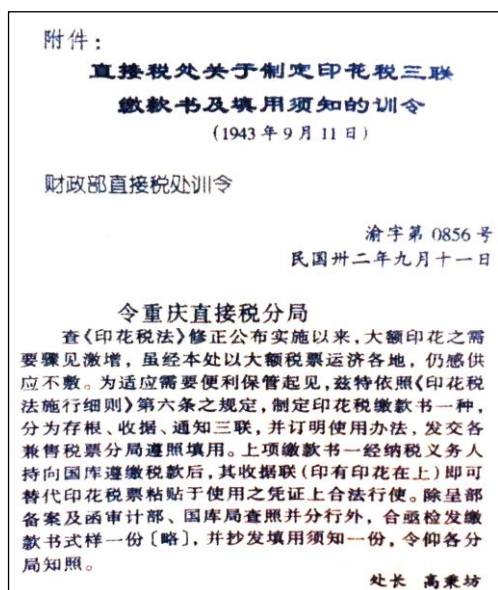 附件：
直接税处关于制定印花税三联
缴款书及填用须知的训令
（1943年9月11日）
财政部直接税处训令
渝字第0856号
民国卅二年九月十一日
令重庆直接税分局
查《印花税法》修正公布实施以来，大额印花之需
要骤见激增，虽经本处以大额税票运济各地，仍感供
应不敷。为适应需要便利保管起见，兹特依照《印花税
法施行细则》第六条之规定，制定印花税缴款书一种，
分为存根、收据、通知三联，并订明使用办法，发交各
兼售税票分局遵照填用。上项缴款书一经纳税义务人
持向国库遵缴税款后，其收据联（印有印花在上）即可
替代印花税票粘贴于使用之凭证上合法行使。除呈部
备案及函审计部、国库局查照并分行外，合亟检发缴
款书式样一份〔略〕，并抄发填用须知一份，令仰各分
局知照。
处长 高秉坊